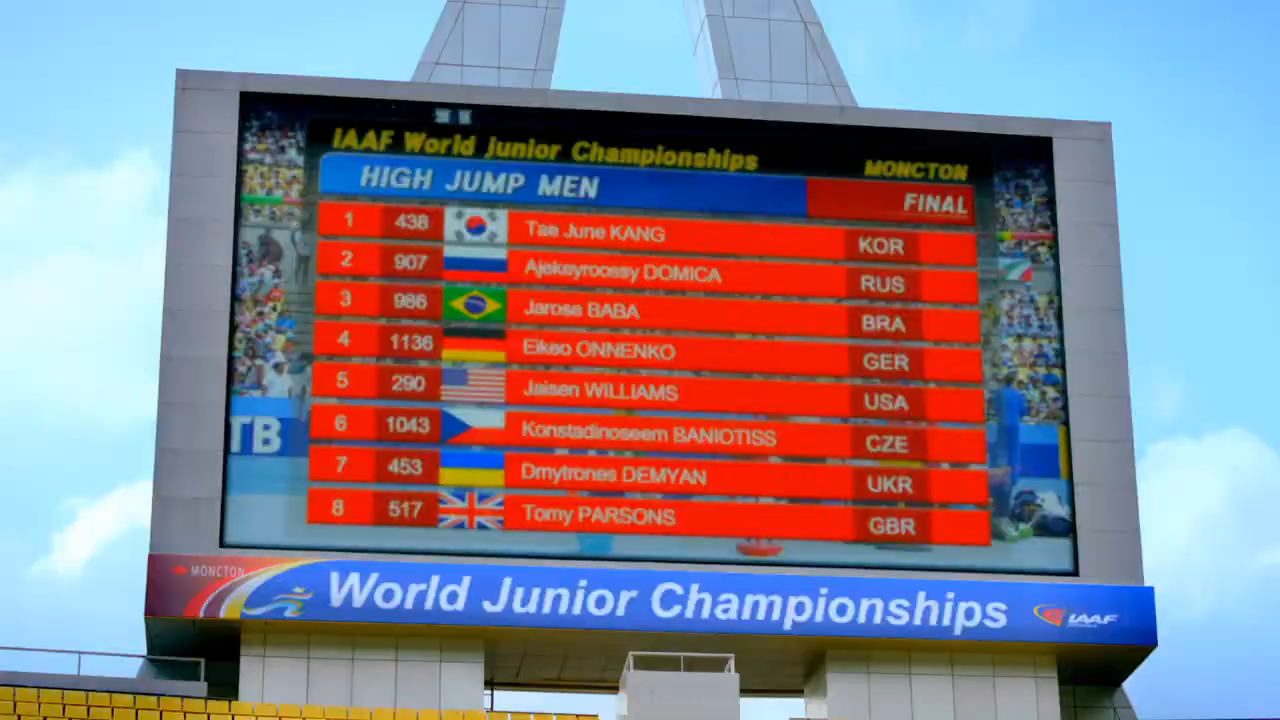 IAAF World Junior Championships MONCTON
HIGH JUMP MEN FINAL
1 438 Tae June KANG KOR
2 907 Ajekeyroossy DOMICA RUS
3 986 Jarosa BABA BRA
4 1136 Eikeo ONNENKO GER
5 290 Jaisen WILLIAMS USA
6 1043 Konstadinoseem BANIOTISS CZE
7 453 Dmytrones DEMYAN UKR
8 517 Tomy PARSONS GBR
TB
MONCTON World Junior Championships IAAF